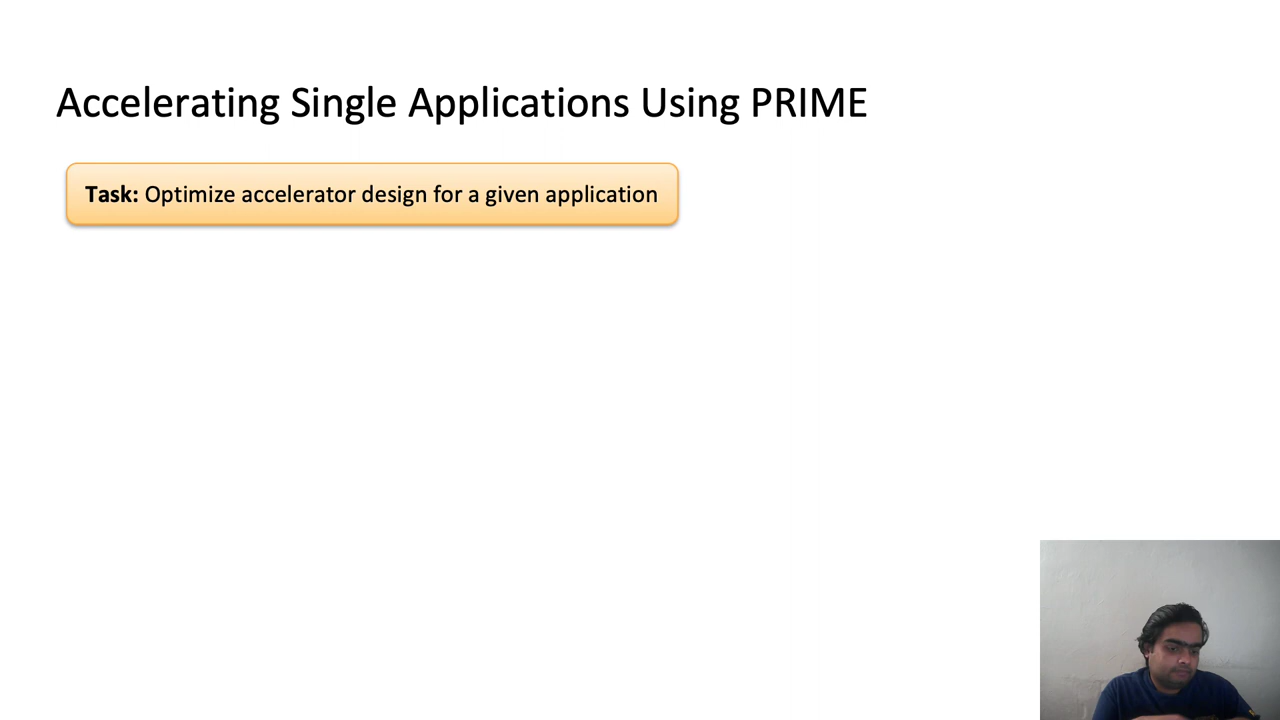 Accelerating Single Applications Using PRIME
Task: Optimize accelerator design for a given application